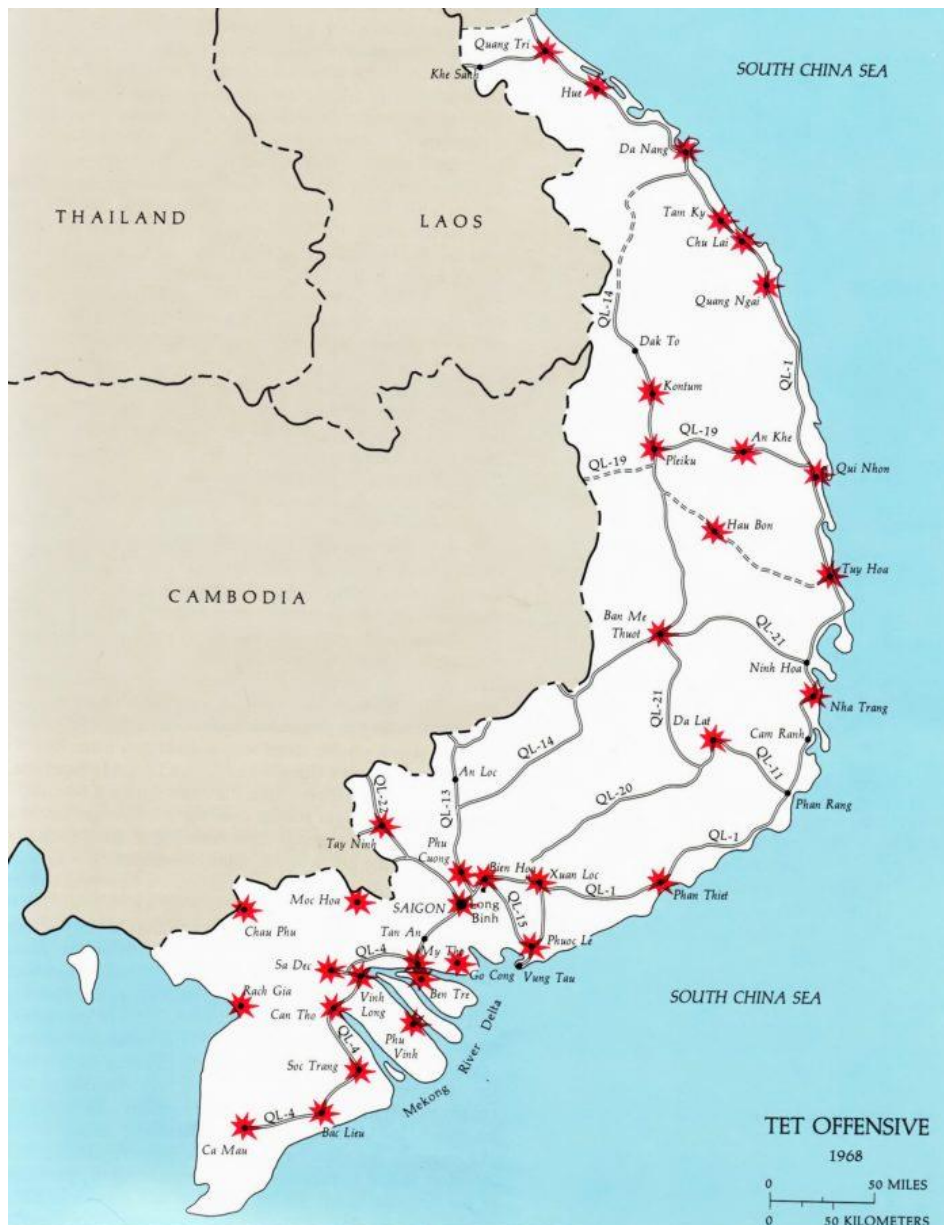 Quang Tri
Khe Sanh
SOUTH CHINA SEA
Hue
Da Nang
THAILAND
LAOS
Tam Ky
Chu Lai
Quang Ngai
QL-14
Dak To
QL-1
Kontum
QL-19
An Khe
QL-19
Pleiku
Qui Nhon
Hau Bon
Tuy Hoa
CAMBODIA
Ban Me
Thuot
QL-21
Ninh Hoa
QL-21
Nha Trang
Da Lat
Cam Ranh
QL-14
An Loc
QL-11
QL-22
QL-13
QL-20
Phan Rang
Tay Ninh
Phu
Cuong
QL-1
Bien Hoa
Xuan Loc
QL-1
Phan Thiet
Moc Hoa
SAIGON
Long
Binh
QL-15
Chau Phu
Tan An
Phuoc Le
QL-4
My Tho
Sa Dec
Go Cong
Vung Tau
Rach Gia
Vinh
Long
Ben Tre
SOUTH CHINA SEA
Can Tho
Phu
Vinh
QL-4
Mekong River Delta
Soc Trang
QL-4
Bac Lieu
Ca Mau
TET OFFENSIVE
1968
0 50 MILES
0 50 KILOMETERS